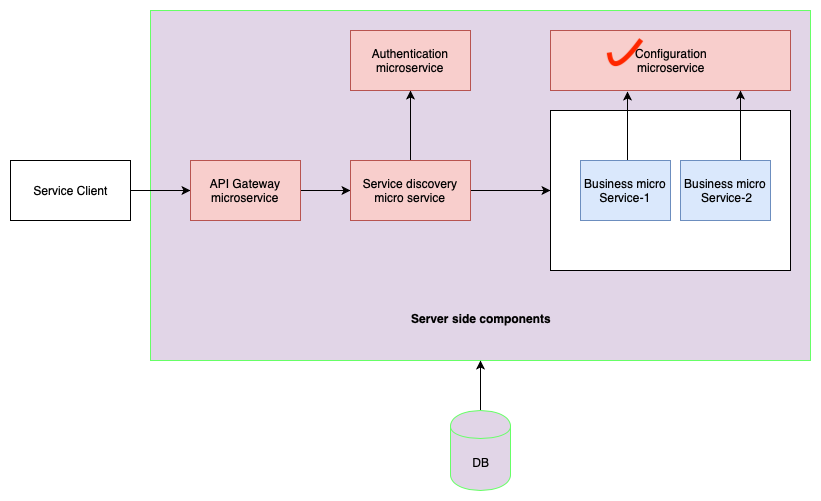 Authentication
microservice
Configuration
microservice
Service Client
API Gateway
microservice
Service discovery
micro service
Business micro
Service-1
Business micro
Service-2
Server side components
DB